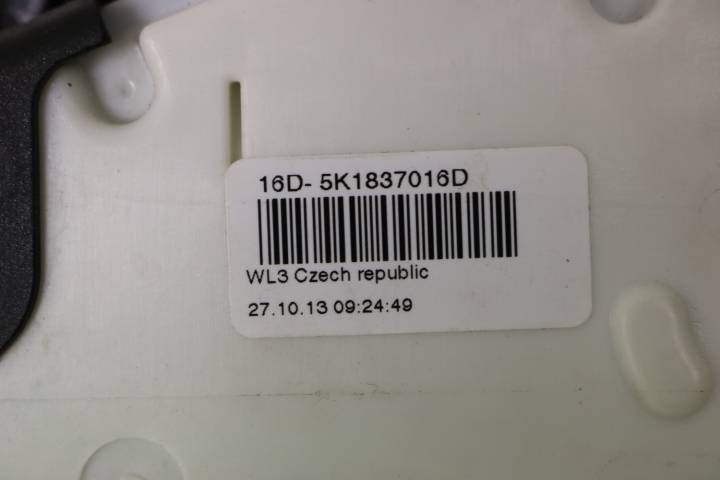 16D- 5K1837016D
WL3 Czech republic
27.10.13 09:24:49